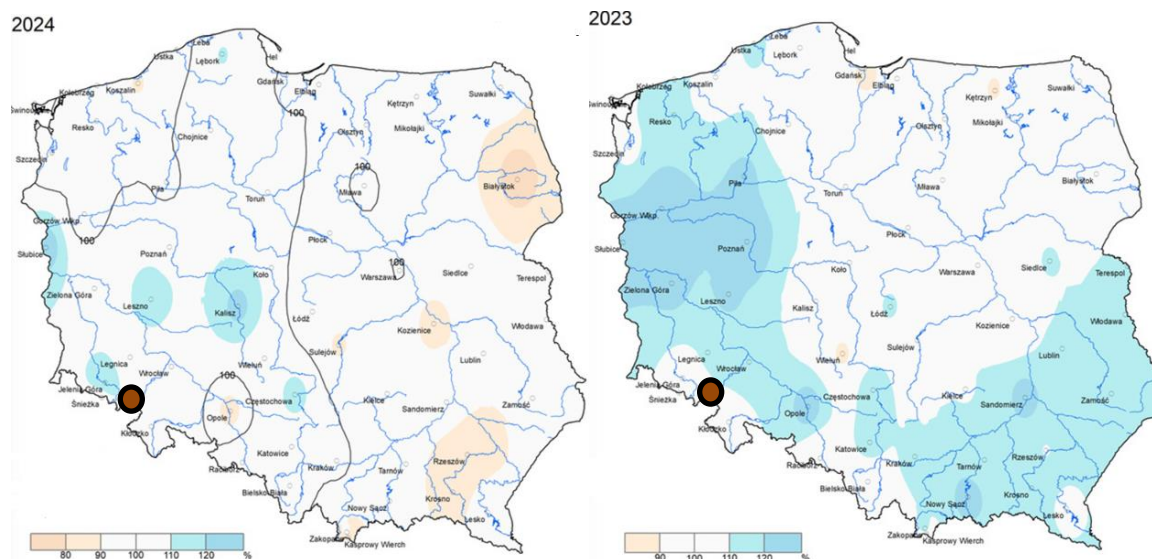 2024
Łeba
Ustka
Lębork
Hel
Kołobrzeg
Koszalin
Gdańsk
Elbląg
Suwałki
Kętrzyn
100
Resko
Chojnice
Olsztyn
Mikołajki
Szczecin
100
Piła
Mława
Białystok
Toruń
Gorzów Wlkp.
100
Płock
Słubice
Poznań
Koło
100
Warszawa
Siedlce
Terespol
Zielona Góra
Leszno
Kalisz
Łódź
Kozienice
Włodawa
Sulejów
Legnica
Wrocław
Wieluń
Lublin
100
Jelenia Góra
Śnieżka
Opole
Częstochowa
Kielce
Sandomierz
Zamość
Kłodzko
Katowice
Racibórz
Kraków
Tarnów
Rzeszów
Bielsko-Biała
Nowy Sącz
Krosno
Lesko
Zakopane
Kasprowy Wierch
80 90 100 110 120 %
2023
Łeba
Ustka
Lębork
Hel
Kołobrzeg
Koszalin
Gdańsk
Elbląg
Suwałki
Kętrzyn
Resko
Chojnice
Olsztyn
Mikołajki
Szczecin
Piła
Mława
Białystok
Toruń
Gorzów Wlkp.
Płock
Słubice
Poznań
Koło
Warszawa
Siedlce
Terespol
Zielona Góra
Leszno
Kalisz
Łódź
Kozienice
Włodawa
Sulejów
Legnica
Wrocław
Wieluń
Lublin
Jelenia Góra
Śnieżka
Opole
Częstochowa
Kielce
Sandomierz
Zamość
Kłodzko
Katowice
Racibórz
Kraków
Tarnów
Rzeszów
Bielsko-Biała
Nowy Sącz
Krosno
Lesko
Zakopane
Kasprowy Wierch
90 100 110 120 %